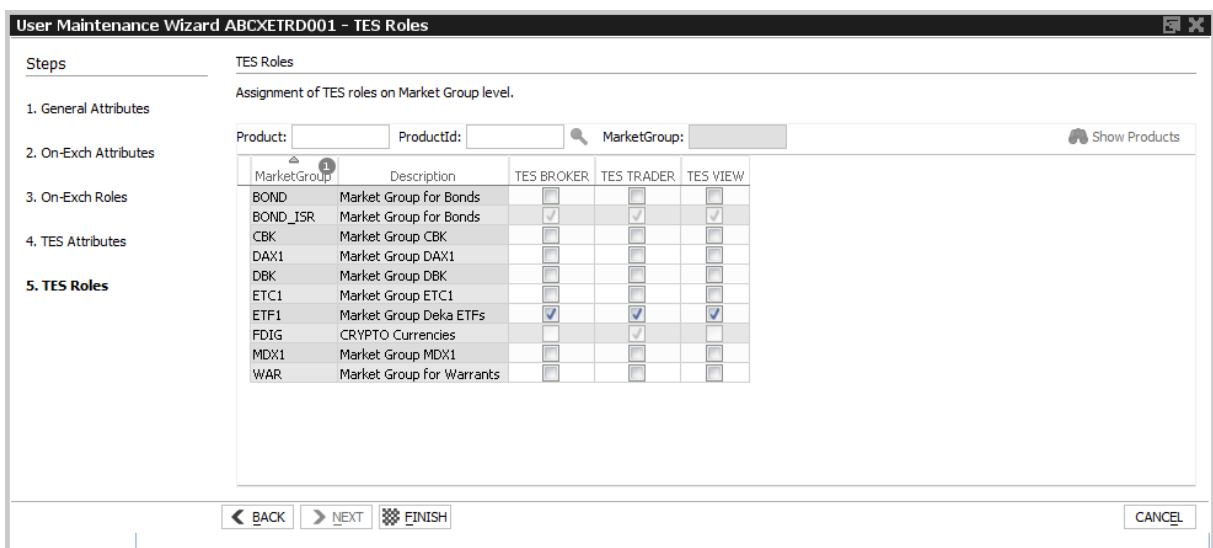 User Maintenance Wizard ABCXETRD001 - TES Roles
Steps
TES Roles
Assignment of TES roles on Market Group level.
1. General Attributes
2. On-Exch Attributes
3. On-Exch Roles
4. TES Attributes
5. TES Roles
Product: ProductId: MarketGroup: Show Products
MarketGroup 1 Description TES BROKER TES TRADER TES VIEW
BOND Market Group for Bonds
BOND_ISR Market Group for Bonds
CBK Market Group CBK
DAX1 Market Group DAX1
DBK Market Group DBK
ETC1 Market Group ETC1
ETF1 Market Group Deka ETFs
FDIG CRYPTO Currencies
MDX1 Market Group MDX1
WAR Market Group for Warrants
BACK NEXT FINISH CANCEL